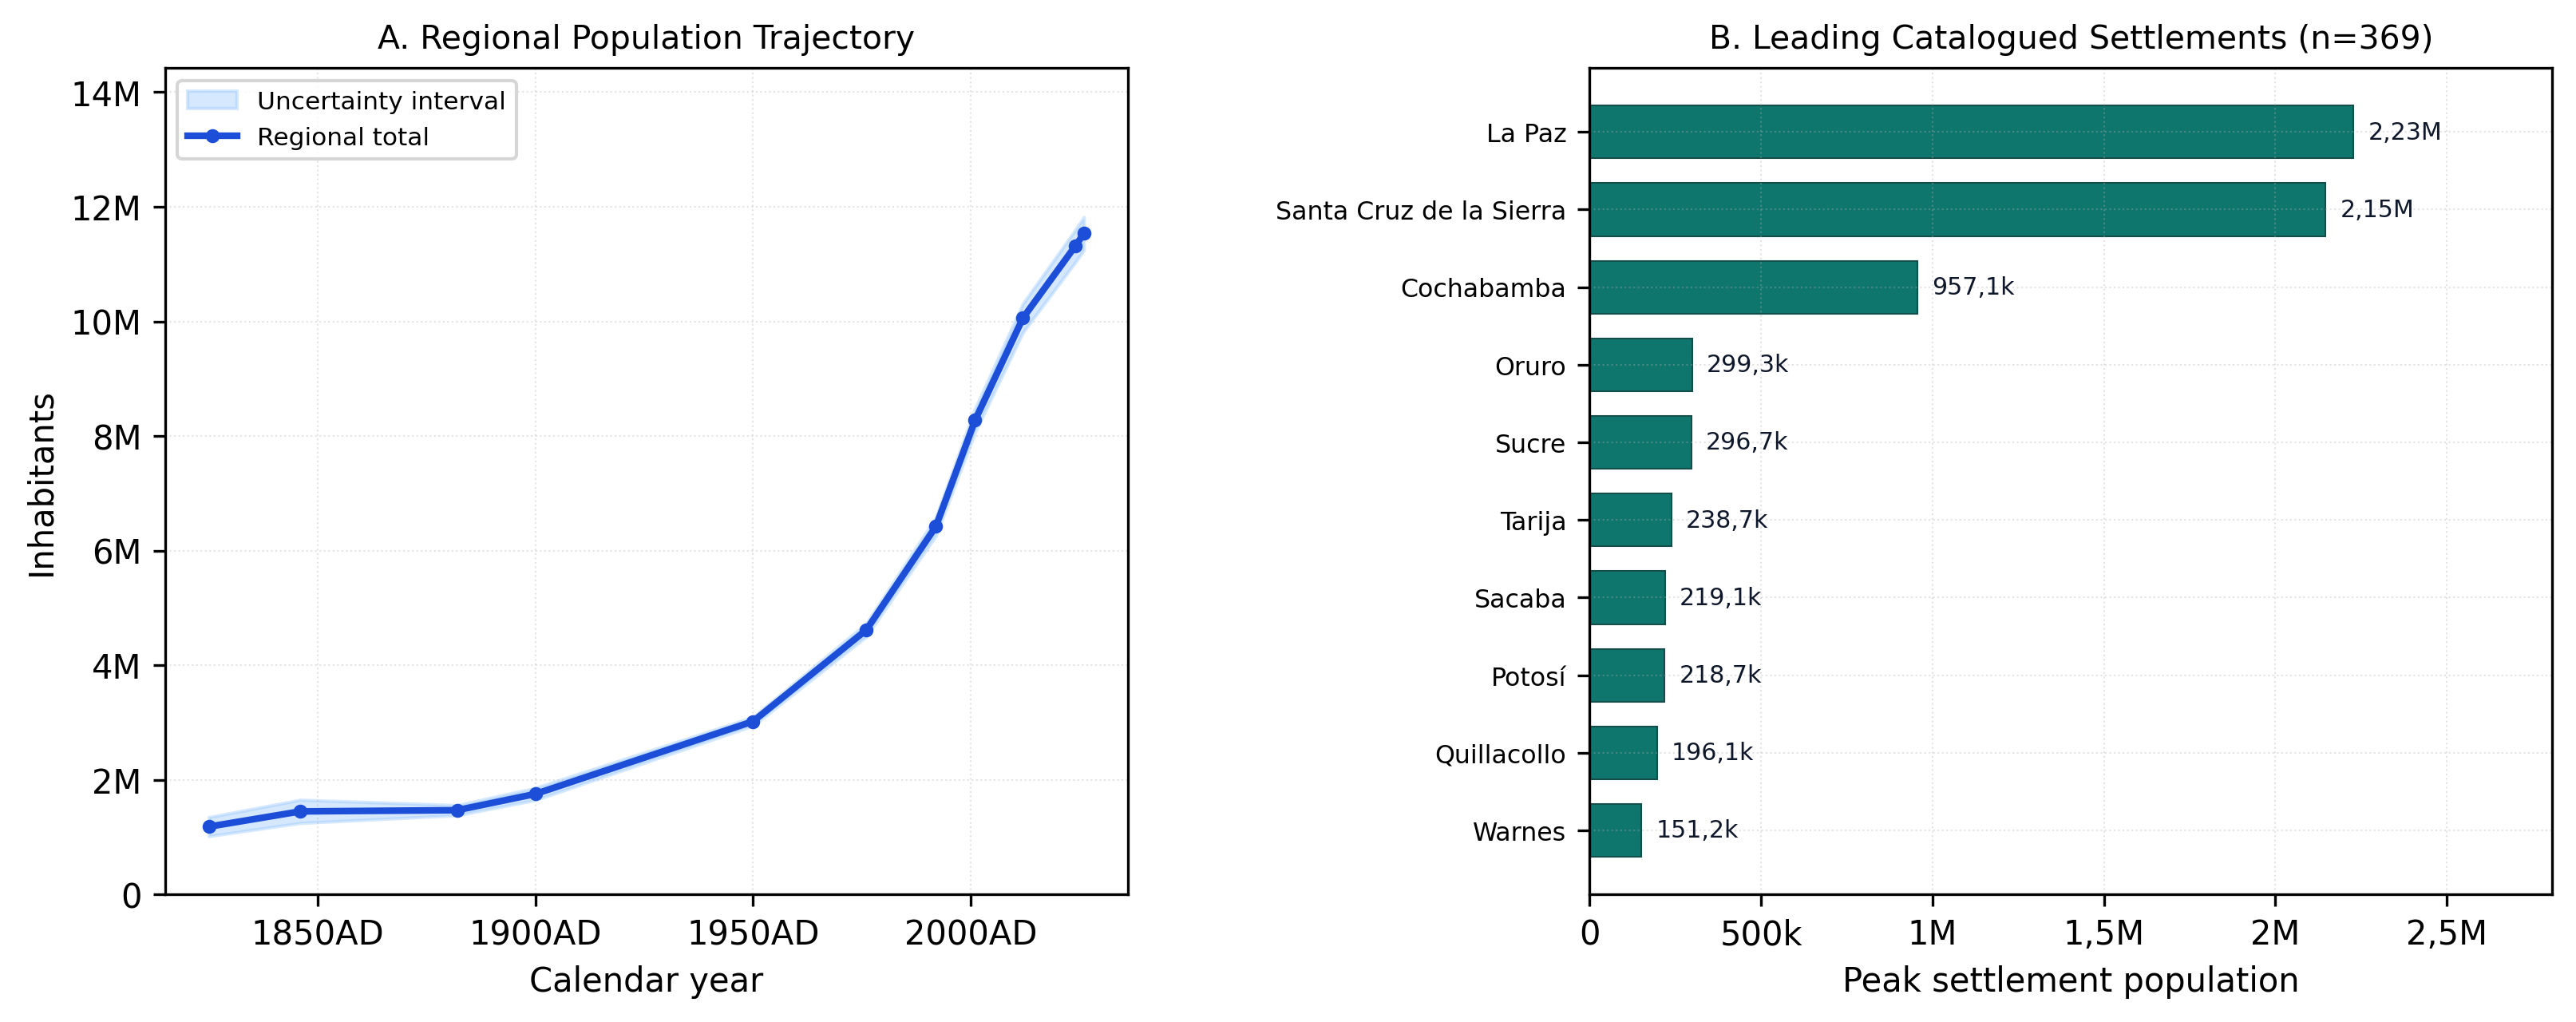 A. Regional Population Trajectory
Uncertainty interval
Regional total
14M
12M
10M
8M
6M
4M
2M
0
Inhabitants
1850AD
1900AD
1950AD
2000AD
Calendar year
B. Leading Catalogued Settlements (n=369)
La Paz
2,23M
Santa Cruz de la Sierra
2,15M
Cochabamba
957,1k
Oruro
299,3k
Sucre
296,7k
Tarija
238,7k
Sacaba
219,1k
Potosí
218,7k
Quillacollo
196,1k
Warnes
151,2k
0
500k
1M
1,5M
2M
2,5M
Peak settlement population